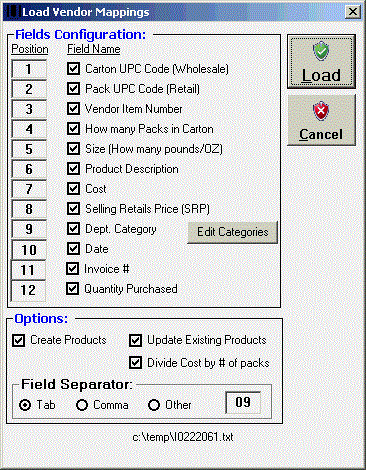 Load Vendor Mappings
Fields Configuration:
Position Field Name
1 Carton UPC Code (Wholesale)
2 Pack UPC Code (Retail)
3 Vendor Item Number
4 How many Packs in Carton
5 Size (How many pounds/OZ)
6 Product Description
7 Cost
8 Selling Retails Price (SRP)
9 Dept. Category Edit Categories
10 Date
11 Invoice #
12 Quantity Purchased
Load
Cancel
Options:
Create Products Update Existing Products
Divide Cost by # of packs
Field Separator:
Tab Comma Other 09
c:\temp\I0222061.txt